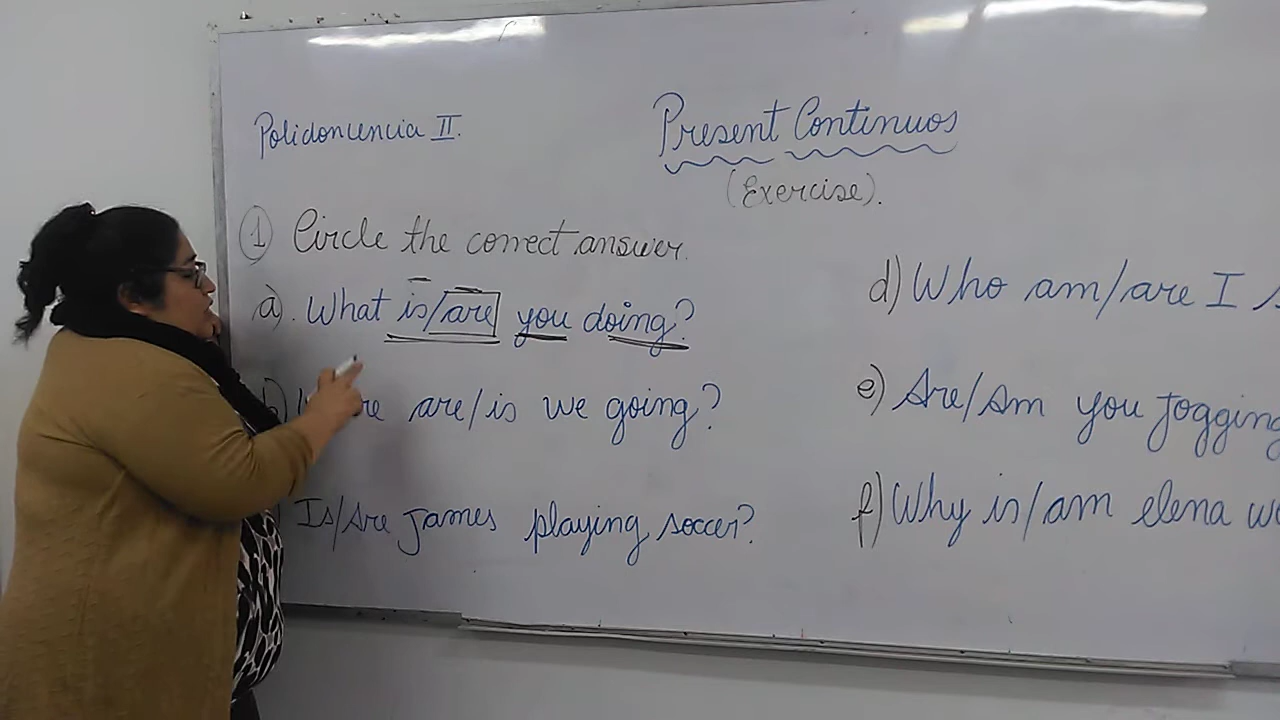 Polidoncencia II.
Present Continuos
(Exercise).
1 Circle the correct answer.
a). What is/are you doing?
b) are/is we going?
Is/Are James playing soccer?
d) Who am/are I
e) Are/Am you jogging
f) Why is/am elena